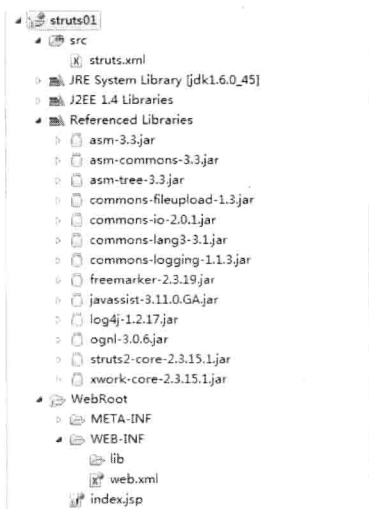 struts01
src
struts.xml
JRE System Library [jdk1.6.0_45]
J2EE 1.4 Libraries
Referenced Libraries
asm-3.3.jar
asm-commons-3.3.jar
asm-tree-3.3.jar
commons-fileupload-1.3.jar
commons-io-2.0.1.jar
commons-lang3-3.1.jar
commons-logging-1.1.3.jar
freemarker-2.3.19.jar
javassist-3.11.0.GA.jar
log4j-1.2.17.jar
ognl-3.0.6.jar
struts2-core-2.3.15.1.jar
xwork-core-2.3.15.1.jar
WebRoot
META-INF
WEB-INF
lib
web.xml
index.jsp